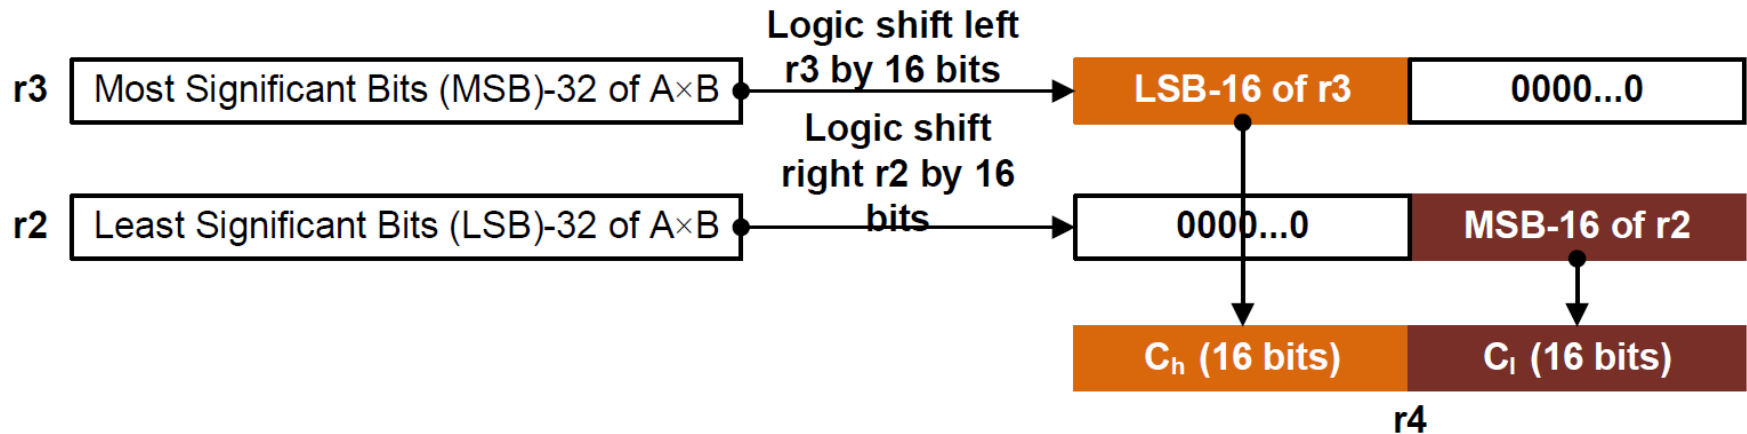 Logic shift left
r3 by 16 bits
r3
Most Significant Bits (MSB)-32 of A×B
LSB-16 of r3
0000...0
Logic shift
right r2 by 16
bits
r2
Least Significant Bits (LSB)-32 of A×B
0000...0
MSB-16 of r2
Ch (16 bits)
Cl (16 bits)
r4